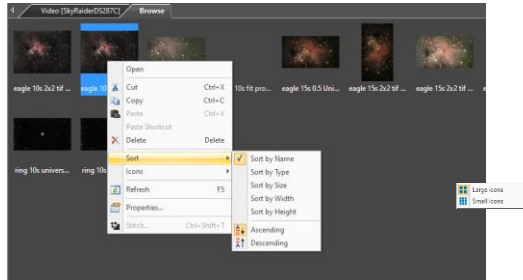 4 Video [SkyRaiderDS287C] Browse
eagle 10s 2x2 tif ... eagle 10 10s fit pro... eagle 15s 0.5 Uni... eagle 15s 2x2 tif ... eagle 15s 2x2 tif ... e
Open
Cut Ctrl+X
Copy Ctrl+C
Paste Ctrl+V
Paste Shortcut
Delete Delete
ring 10s univers... ring 10s
Sort
Icons
Refresh F5
Properties...
Stitch... Ctrl+Shift+T
Sort by Name
Sort by Type
Sort by Size
Sort by Width
Sort by Height
Ascending
Descending
Large Icons
Small Icons